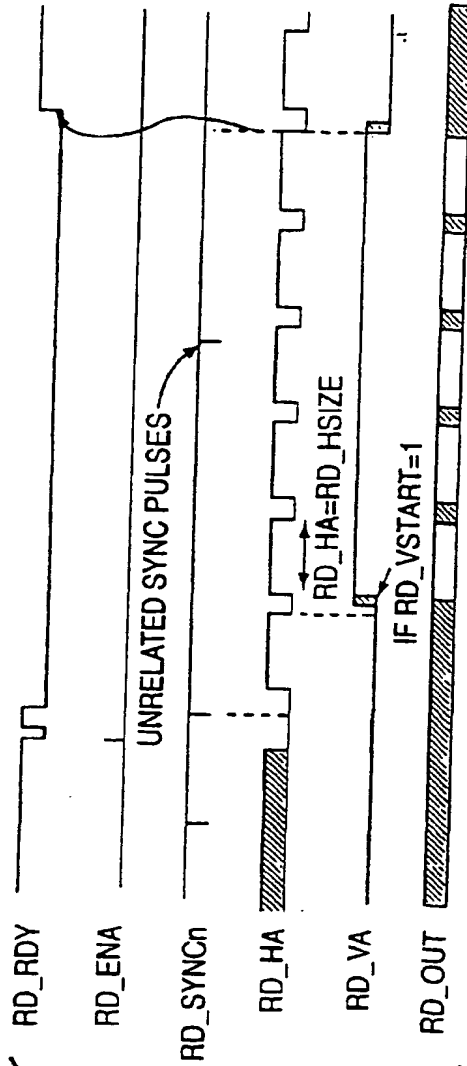 RD_RDY
RD_ENA
UNRELATED SYNC PULSES
RD_SYNCn
RD_HA
RD_HA=RD_HSIZE
RD_VA
IF RD_VSTART=1
RD_OUT